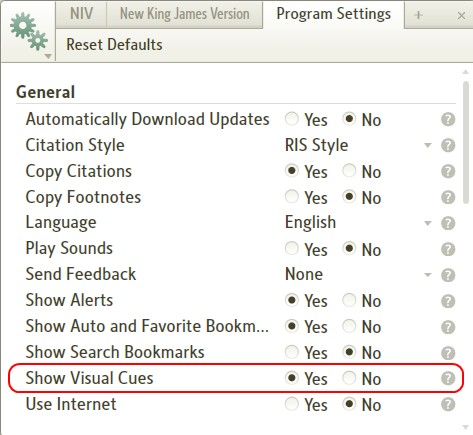 NIV New King James Version Program Settings + ×
Reset Defaults
General
Automatically Download Updates Yes No ?
Citation Style RIS Style ?
Copy Citations Yes No ?
Copy Footnotes Yes No ?
Language English ?
Play Sounds Yes No ?
Send Feedback None ?
Show Alerts Yes No ?
Show Auto and Favorite Bookm... Yes No ?
Show Search Bookmarks Yes No ?
Show Visual Cues Yes No ?
Use Internet Yes No ?